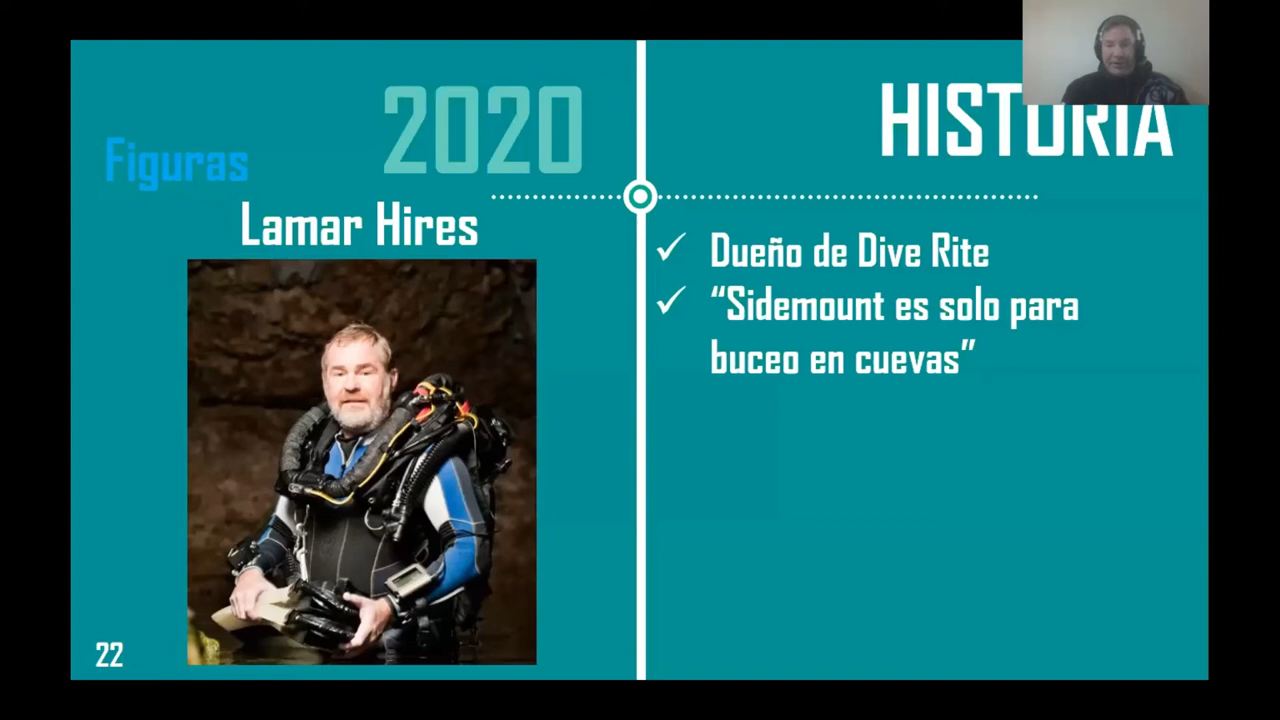 2020
HISTORIA
Figuras
Lamar Hires
✓ Dueño de Dive Rite
✓ “Sidemount es solo para
buceo en cuevas”
22